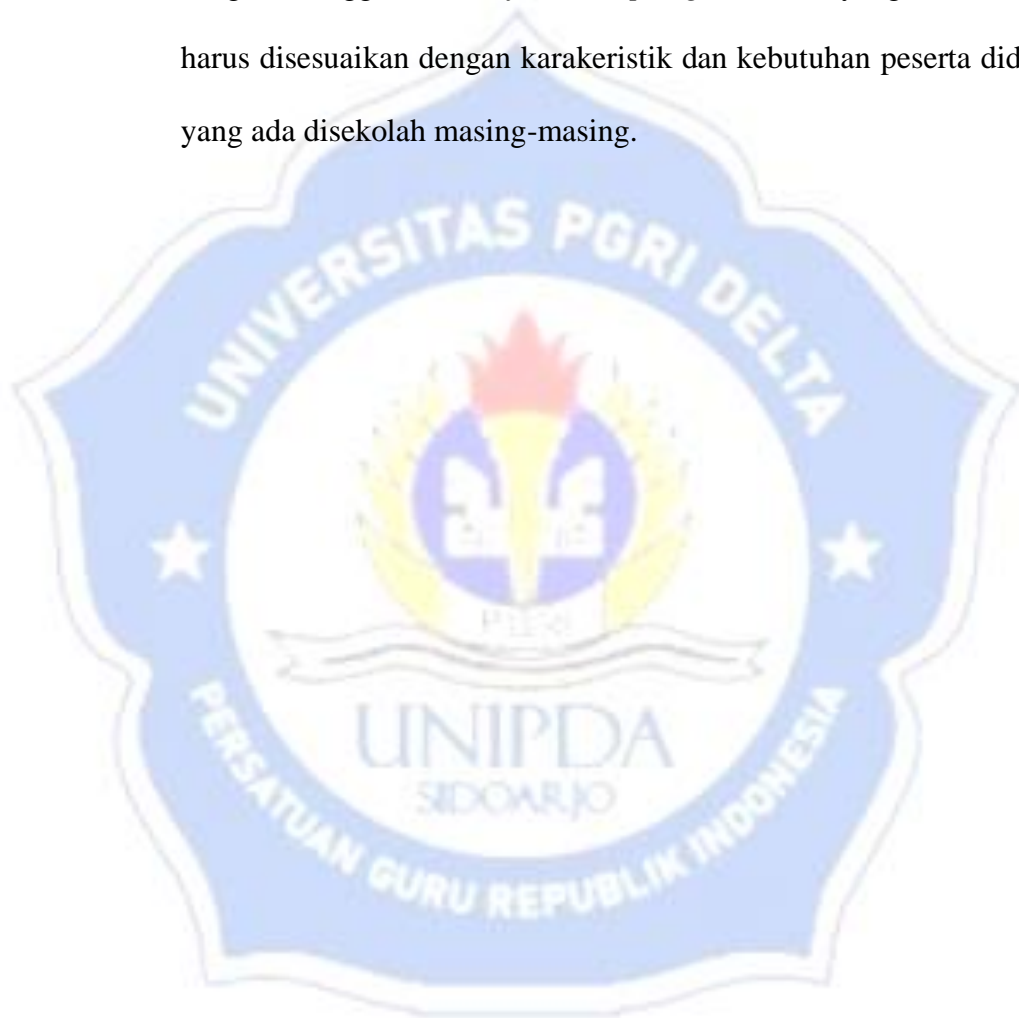 harus disesuaikan dengan karakeristik dan kebutuhan peserta did
yang ada disekolah masing-masing.
UNIVERSITAS PGRI DELTA
PGRI
UNIPDA
SIDOARJO
PERSATUAN GURU REPUBLIK INDONESIA